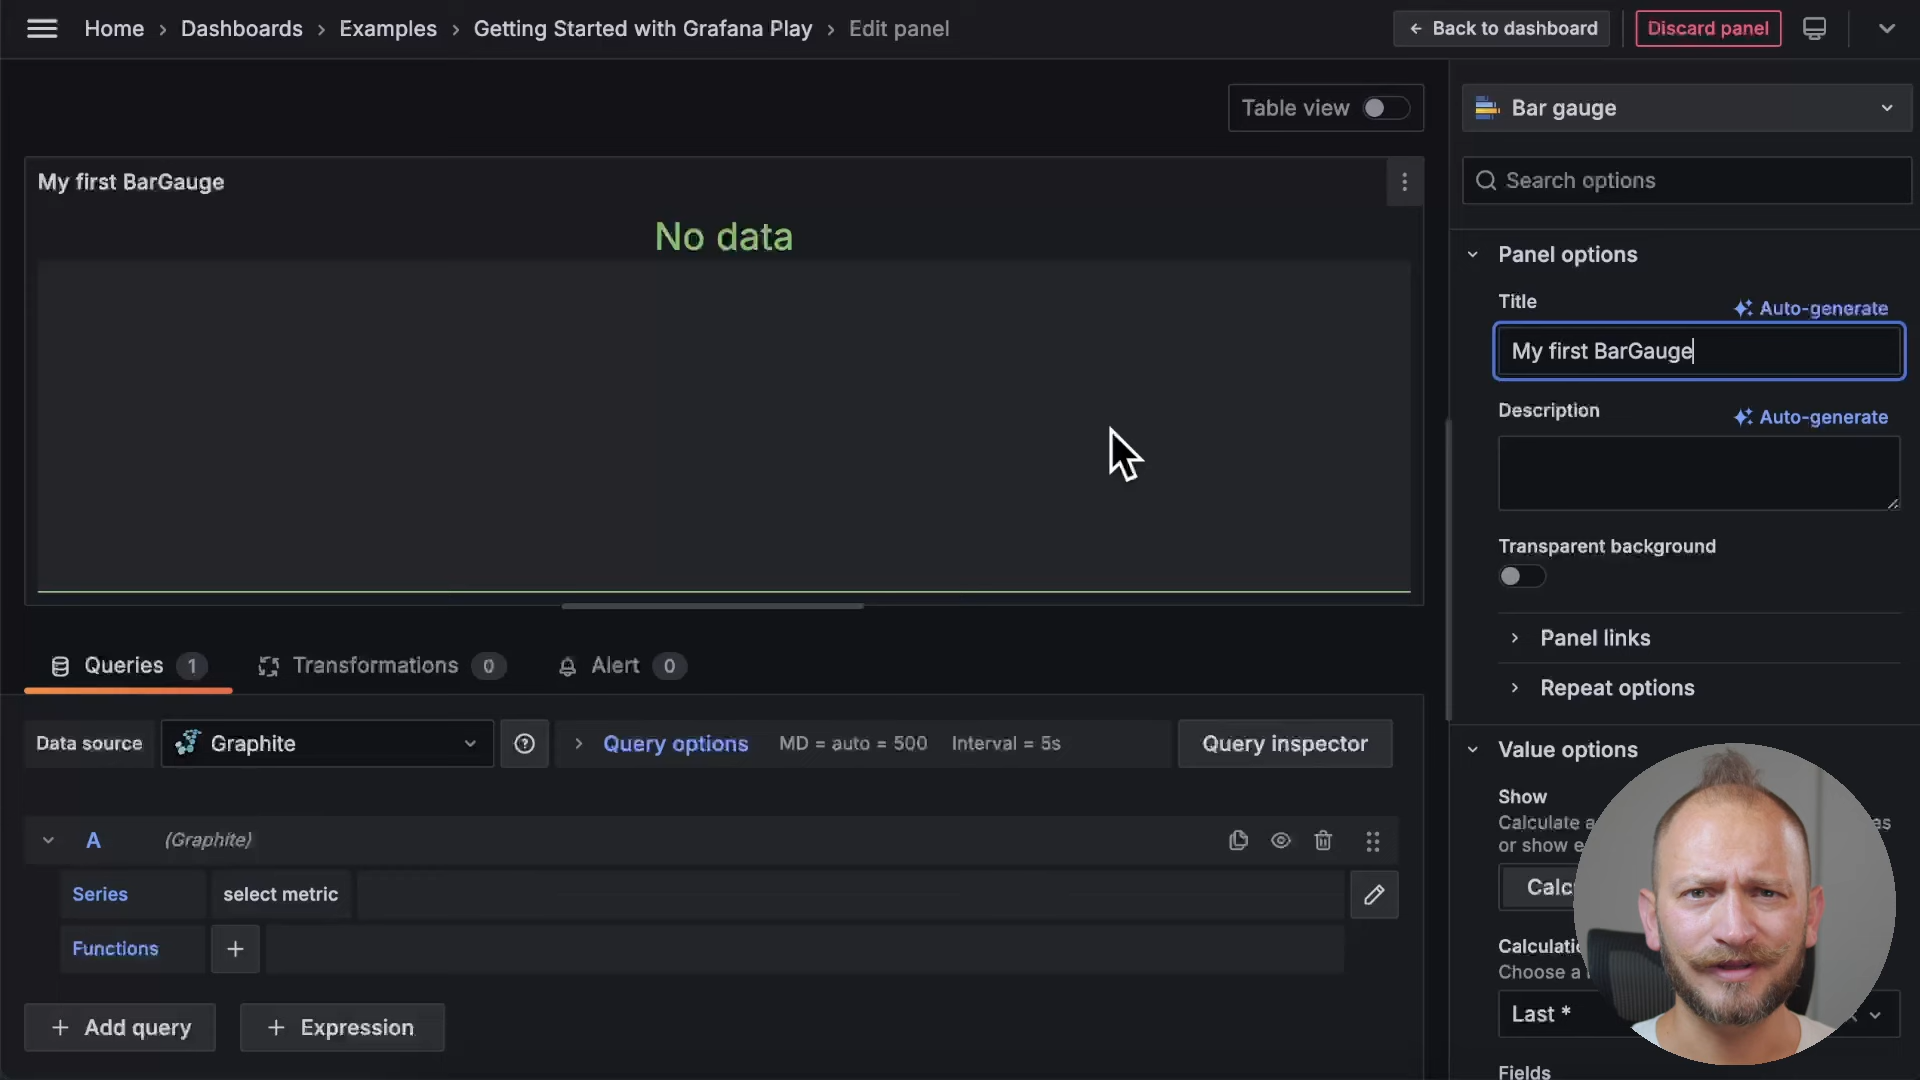 Home › Dashboards › Examples › Getting Started with Grafana Play › Edit panel
← Back to dashboard
Discard panel
Table view
Bar gauge
Search options
My first BarGauge
No data
Panel options
Title
Auto-generate
My first BarGauge
Description
Auto-generate
Transparent background
Panel links
Repeat options
Queries 1
Transformations 0
Alert 0
Data source
Graphite
Query options
MD = auto = 500
Interval = 5s
Query inspector
A
(Graphite)
Series
select metric
Functions
+
+ Add query
+ Expression
Value options
Show
Calculate a
as
or show e
Calc
Choose a
Last *
Fields